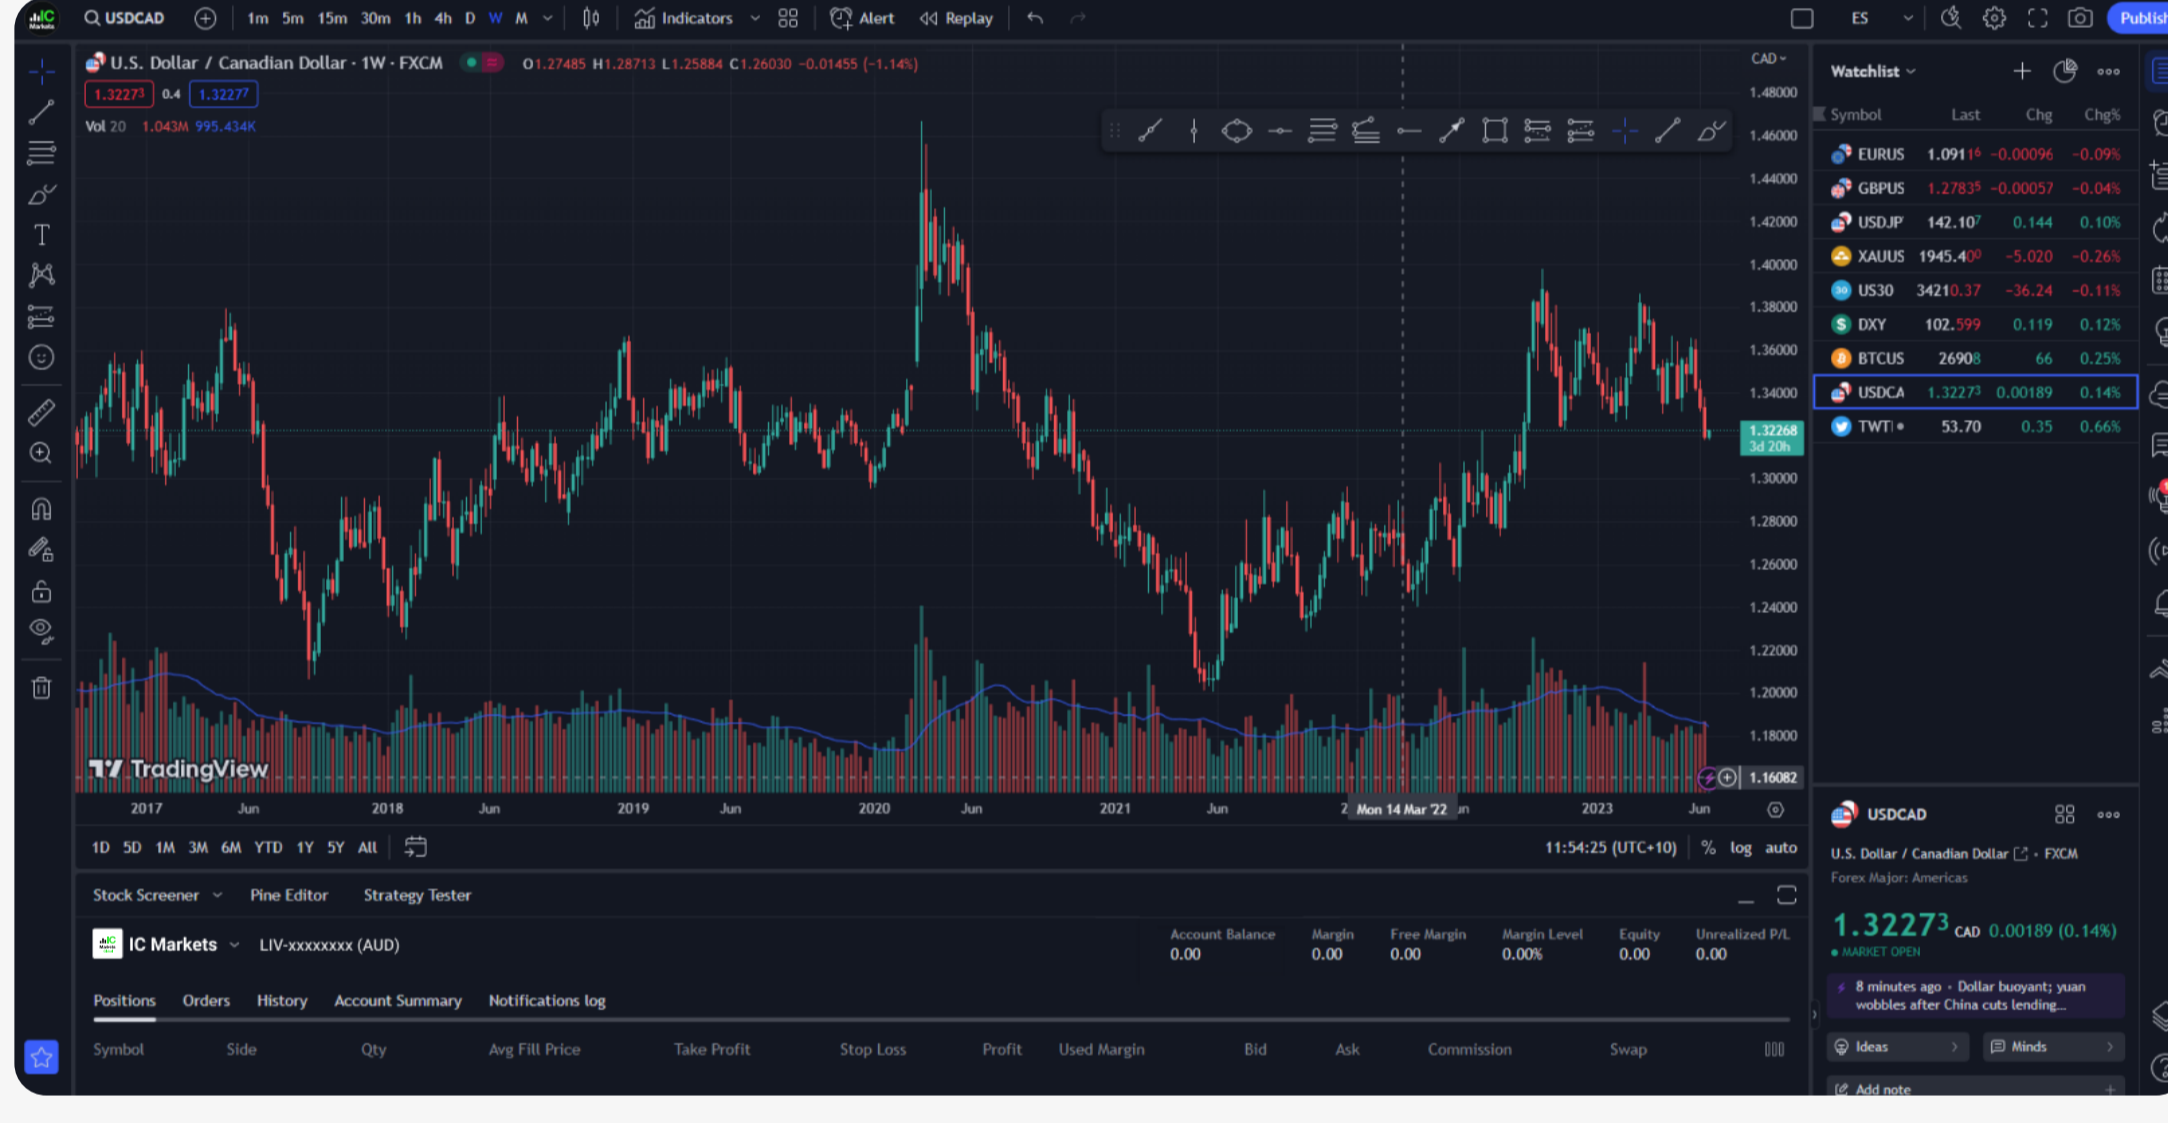 IC Markets USDCAD 1m 5m 15m 30m 1h 4h D W M Indicators Alert Replay ES Publish
U.S. Dollar / Canadian Dollar · 1W · FXCM O1.27485 H1.28713 L1.25884 C1.26030 −0.01455 (−1.14%)
1.32273 0.4 1.32277
Vol 20 1.043M 995.434K
CAD
1.48000
1.46000
1.44000
1.42000
1.40000
1.38000
1.36000
1.34000
1.32268
3d 20h
1.30000
1.28000
1.26000
1.24000
1.22000
1.20000
1.18000
1.16082
TradingView
2017 Jun 2018 Jun 2019 Jun 2020 Jun 2021 Jun 2 Mon 14 Mar '22 un 2023 Jun
1D 5D 1M 3M 6M YTD 1Y 5Y All 11:54:25 (UTC+10) % log auto
Stock Screener Pine Editor Strategy Tester
IC Markets LIV-xxxxxxxx (AUD)
Account Balance Margin Free Margin Margin Level Equity Unrealized P/L
0.00 0.00 0.00 0.00% 0.00 0.00
Positions Orders History Account Summary Notifications log
Symbol Side Qty Avg Fill Price Take Profit Stop Loss Profit Used Margin Bid Ask Commission Swap
Watchlist
Symbol Last Chg Chg%
EURUS 1.09116 −0.00096 −0.09%
GBPUS 1.27835 −0.00057 −0.04%
USDJP 142.107 0.144 0.10%
XAUUS 1945.400 −5.020 −0.26%
30 US30 34210.37 −36.24 −0.11%
$ DXY 102.599 0.119 0.12%
BTCUS 26908 66 0.25%
USDCA 1.32273 0.00189 0.14%
TWT 53.70 0.35 0.66%
USDCAD
U.S. Dollar / Canadian Dollar • FXCM
Forex Major: Americas
1.32273 CAD 0.00189 (0.14%)
MARKET OPEN
8 minutes ago • Dollar buoyant; yuan
wobbles after China cuts lending...
Ideas Minds
Add note